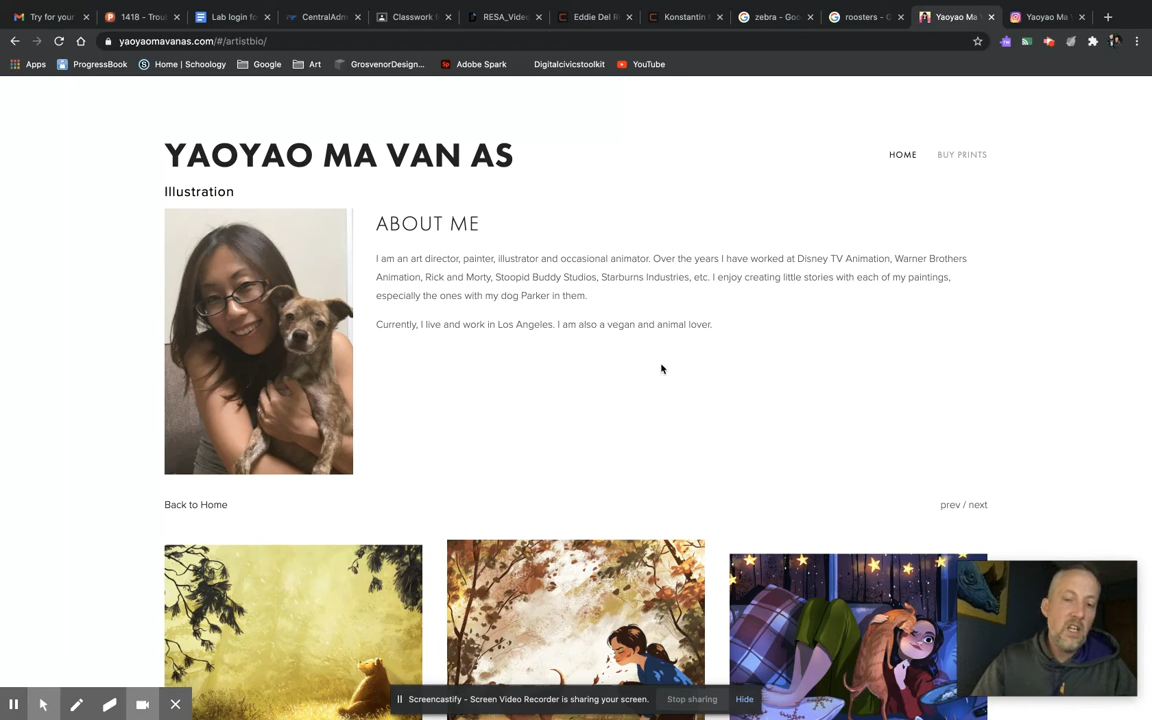 Try for your
1418 - Trou
Lab login fo
CentralAdm
Classwork f
RESA_Video
Eddie Del R
Konstantin
zebra - Goo
roosters - G
Yaoyao Ma
Yaoyao Ma
yaoyaomavanas.com/#/artistbio/
Apps
ProgressBook
Home | Schoology
Google
Art
GrosvenorDesign...
Adobe Spark
Digitalcivicstoolkit
YouTube
YAOYAO MA VAN AS
HOME
BUY PRINTS
Illustration
ABOUT ME
I am an art director, painter, illustrator and occasional animator. Over the years I have worked at Disney TV Animation, Warner Brothers
Animation, Rick and Morty, Stoopid Buddy Studios, Starburns Industries, etc. I enjoy creating little stories with each of my paintings,
especially the ones with my dog Parker in them.
Currently, I live and work in Los Angeles. I am also a vegan and animal lover.
Back to Home
prev / next
Screencastify - Screen Video Recorder is sharing your screen.
Stop sharing
Hide